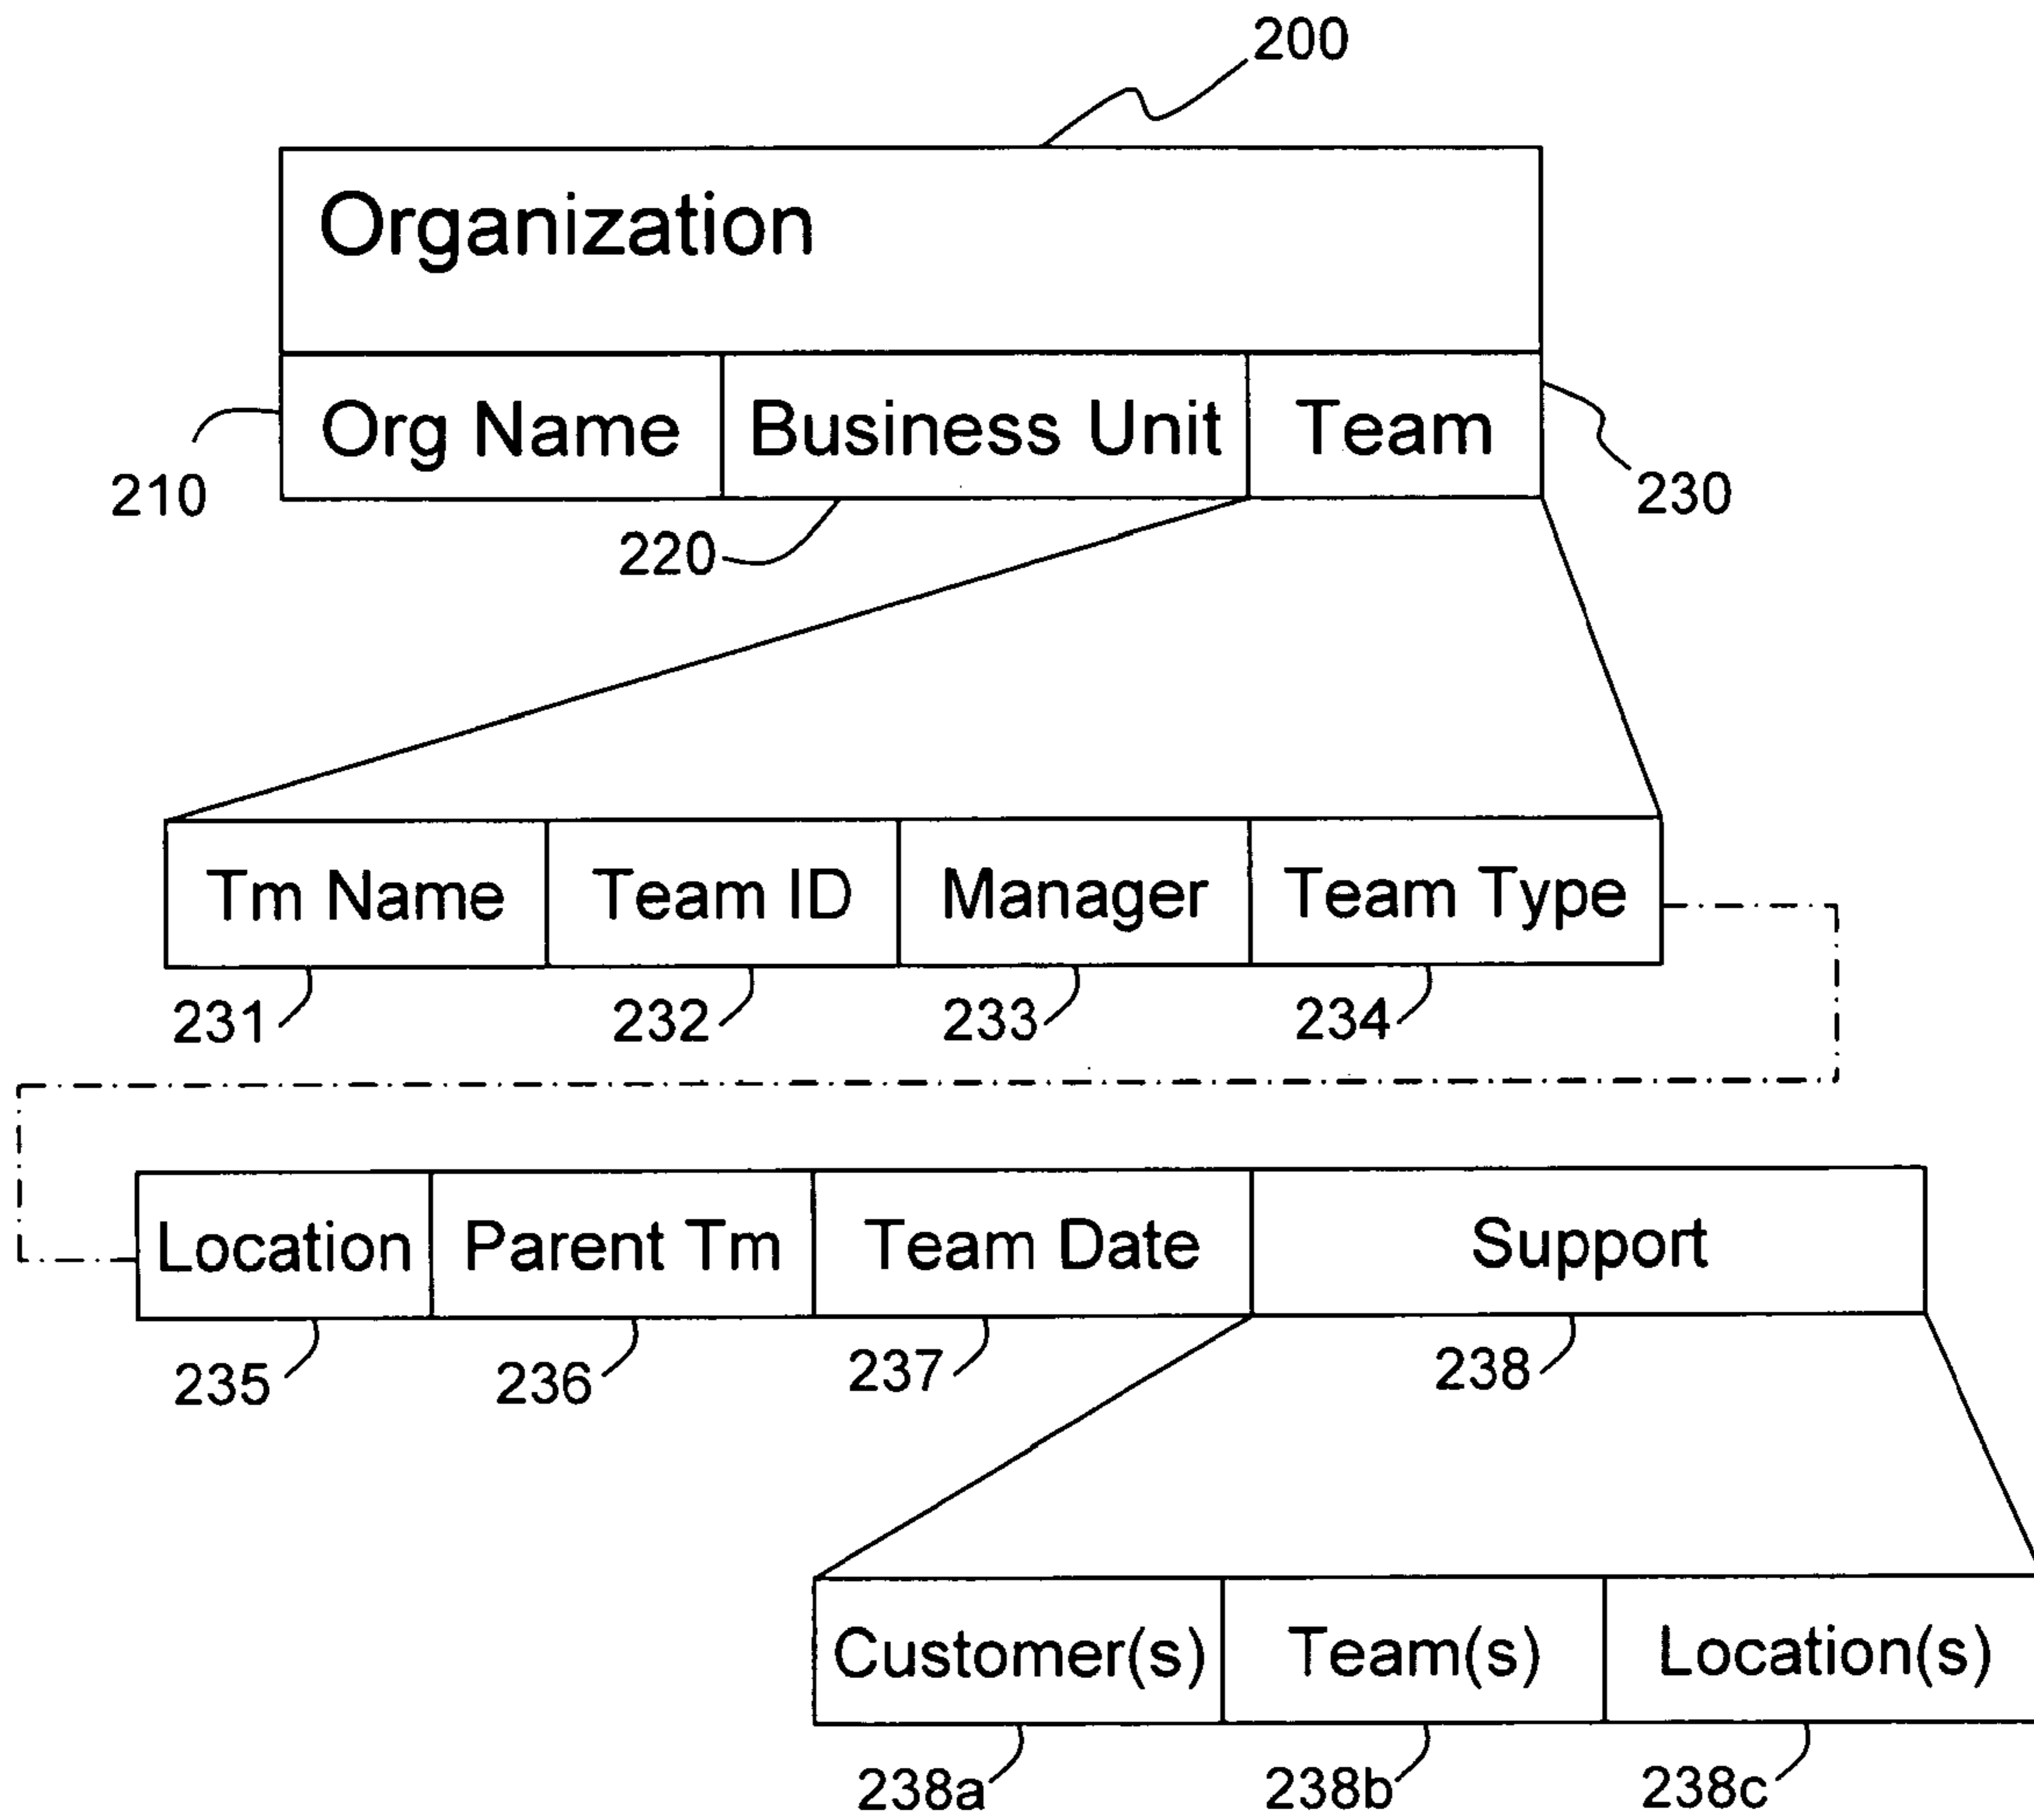 200
Organization
Org Name Business Unit Team
210 230
220
Tm Name Team ID Manager Team Type
231 232 233 234
Location Parent Tm Team Date Support
235 236 237 238
Customer(s) Team(s) Location(s)
238a 238b 238c